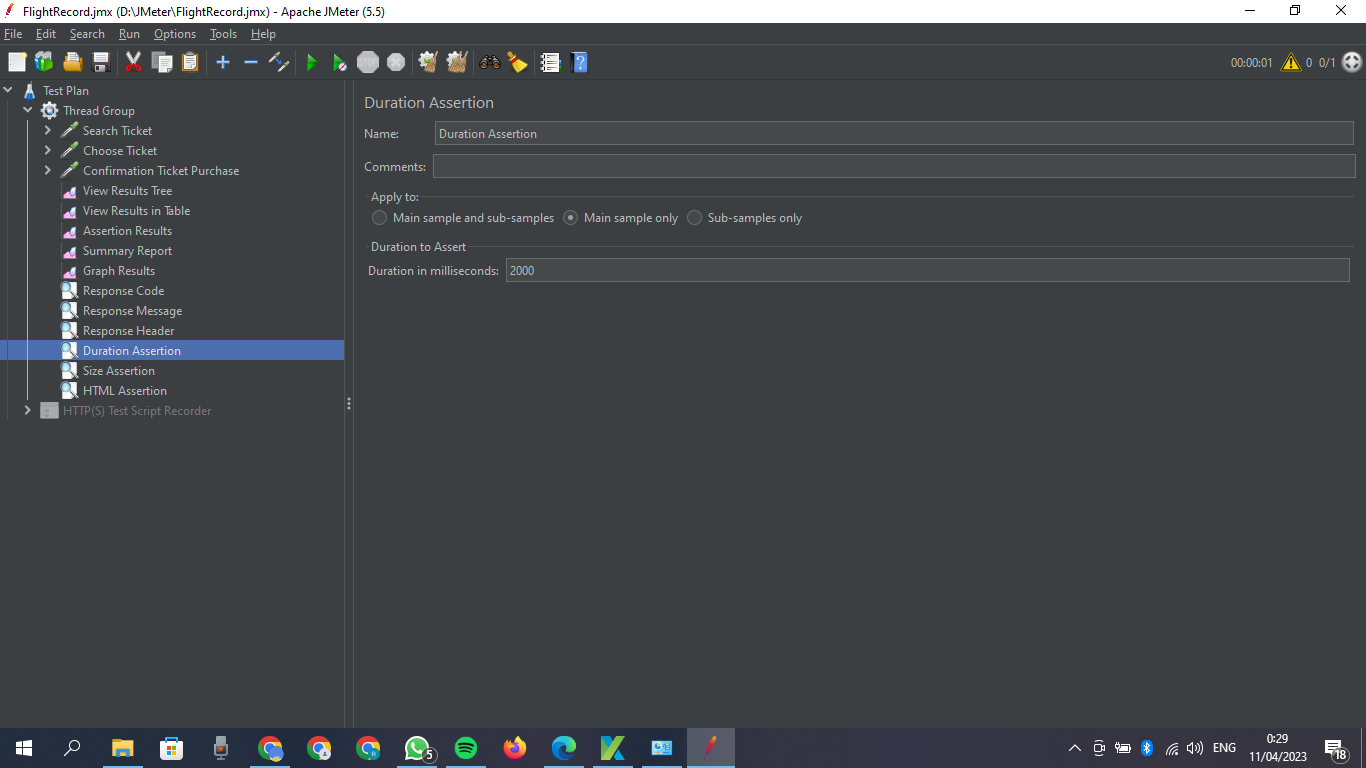 FlightRecord.jmx (D:\JMeter\FlightRecord.jmx) - Apache JMeter (5.5)
File Edit Search Run Options Tools Help
STOP 00:00:01 0 0/1
Test Plan
Thread Group
Search Ticket
Choose Ticket
Confirmation Ticket Purchase
View Results Tree
View Results in Table
Assertion Results
Summary Report
Graph Results
Response Code
Response Message
Response Header
Duration Assertion
Size Assertion
HTML Assertion
HTTP(S) Test Script Recorder
Duration Assertion
Name: Duration Assertion
Comments:
Apply to:
Main sample and sub-samples Main sample only Sub-samples only
Duration to Assert
Duration in milliseconds: 2000
5
ENG
0:29
11/04/2023
18